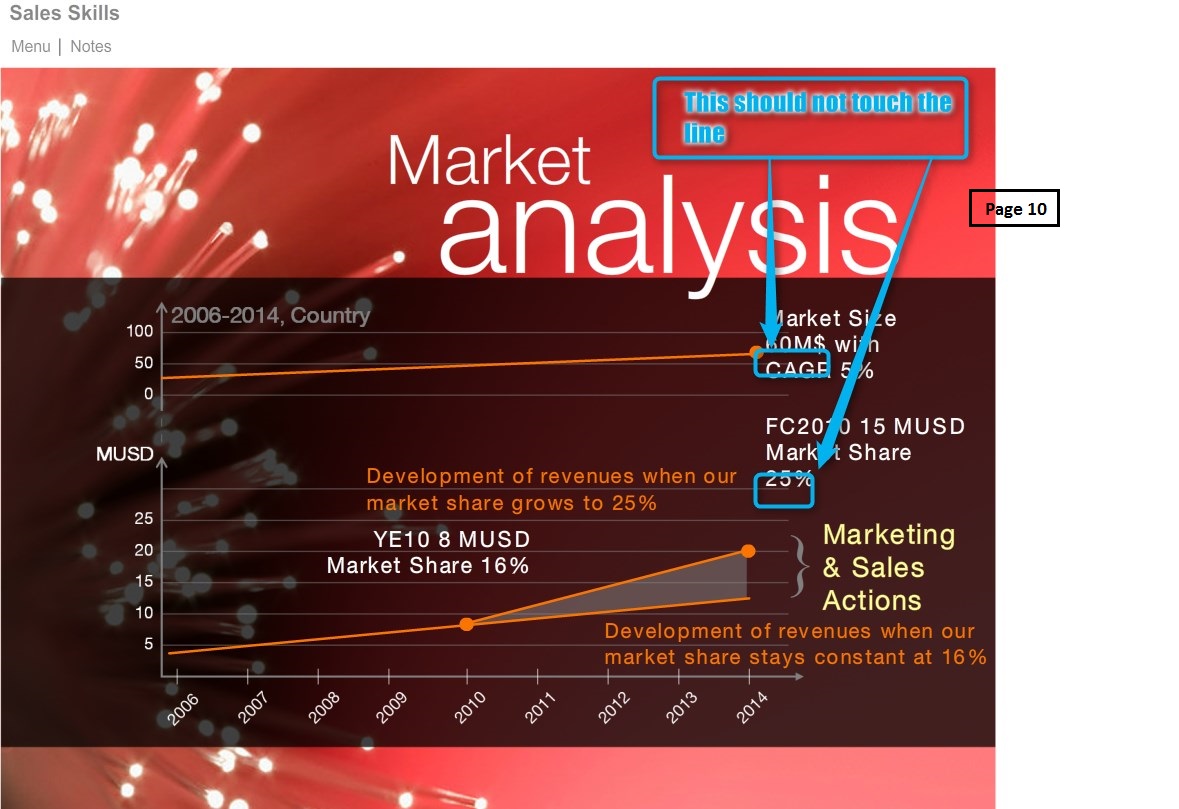 Sales Skills
Menu | Notes
This should not touch the
line
Market
analysis
Page 10
2006-2014, Country
100
50
0
Market Size
60M$ with
CAGR 5%
FC2010 15 MUSD
Market Share
25%
MUSD
Development of revenues when our
market share grows to 25%
25
20
15
10
5
YE10 8 MUSD
Market Share 16%
Marketing
& Sales
Actions
Development of revenues when our
market share stays constant at 16%
2006
2007
2008
2009
2010
2011
2012
2013
2014